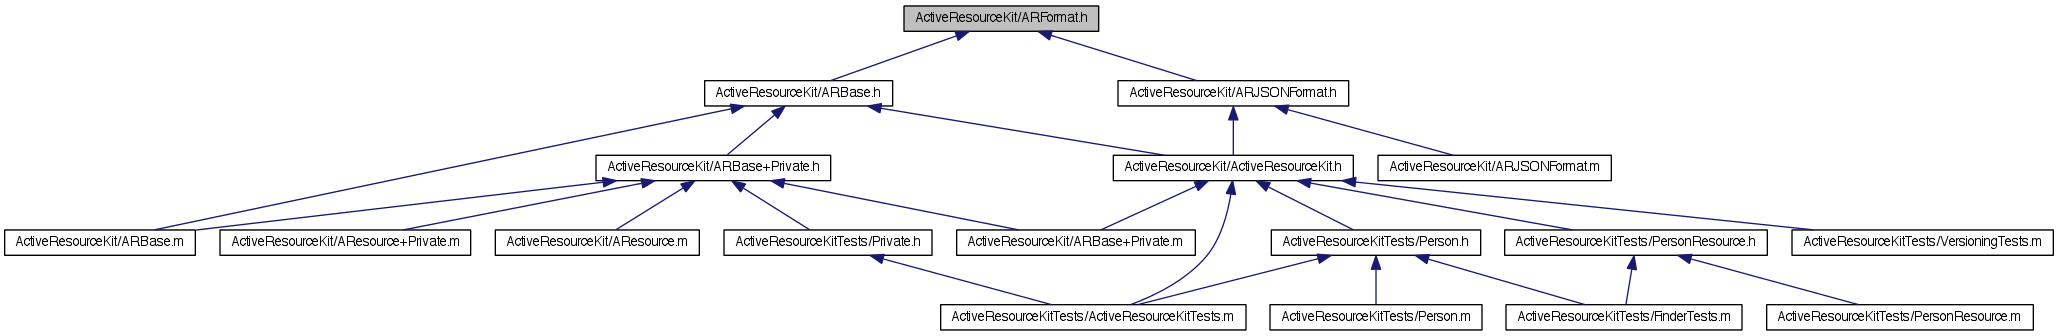 ActiveResourceKit/ARFormat.h
ActiveResourceKit/ARBase.h
ActiveResourceKit/ARJSONFormat.h
ActiveResourceKit/ARBase+Private.h
ActiveResourceKit/ActiveResourceKit.h
ActiveResourceKit/ARJSONFormat.m
ActiveResourceKit/ARBase.m
ActiveResourceKit/AResource+Private.m
ActiveResourceKit/AResource.m
ActiveResourceKitTests/Private.h
ActiveResourceKit/ARBase+Private.m
ActiveResourceKitTests/Person.h
ActiveResourceKitTests/PersonResource.h
ActiveResourceKitTests/VersioningTests.m
ActiveResourceKitTests/ActiveResourceKitTests.m
ActiveResourceKitTests/Person.m
ActiveResourceKitTests/FinderTests.m
ActiveResourceKitTests/PersonResource.m